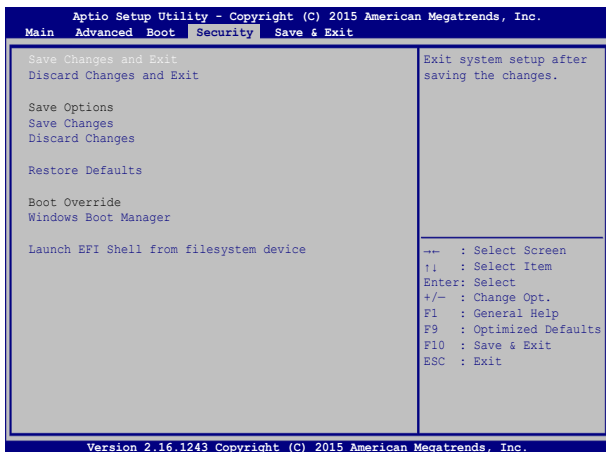 Aptio Setup Utility - Copyright (C) 2015 American Megatrends, Inc.
Main Advanced Boot Security Save & Exit
Save Changes and Exit
Discard Changes and Exit
Save Options
Save Changes
Discard Changes
Restore Defaults
Boot Override
Windows Boot Manager
Launch EFI Shell from filesystem device
Exit system setup after
saving the changes.
→← : Select Screen
↑↓ : Select Item
Enter: Select
+/— : Change Opt.
F1 : General Help
F9 : Optimized Defaults
F10 : Save & Exit
ESC : Exit
Version 2.16.1243 Copyright (C) 2015 American Megatrends, Inc.